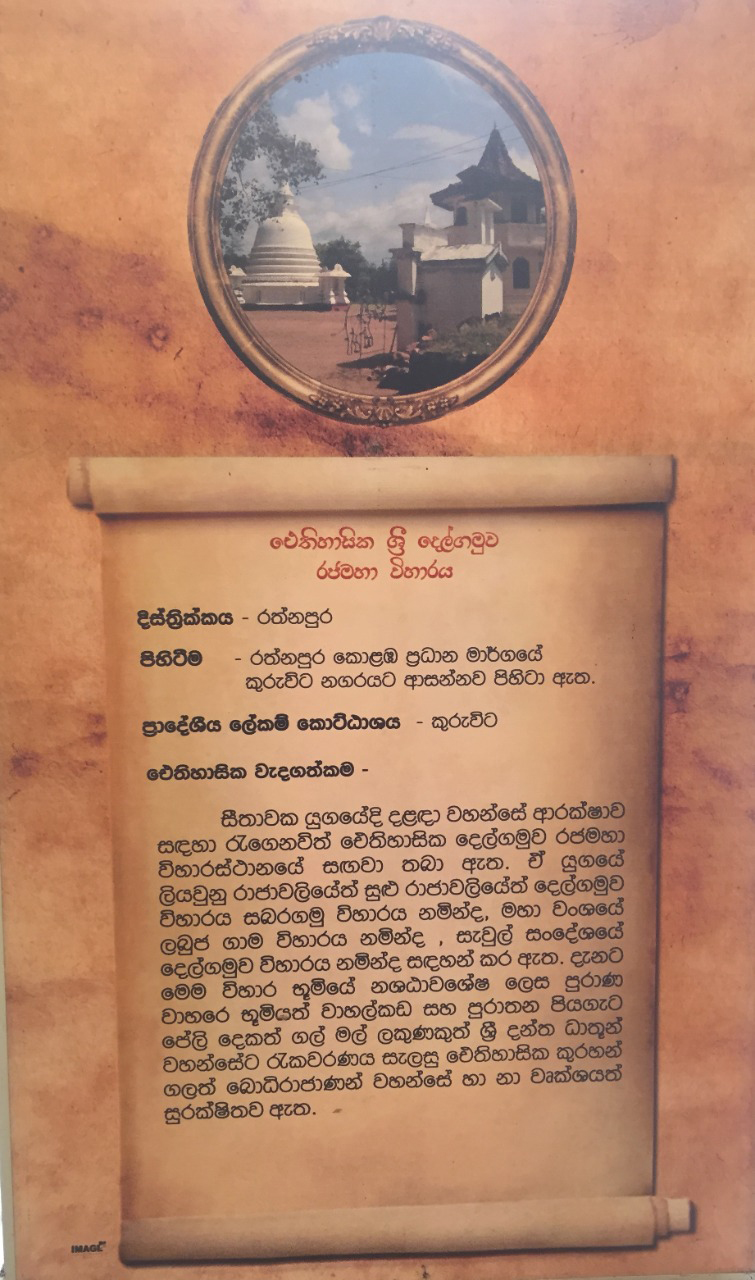 ඓතිහාසික ශ්‍රී දෙල්ගමුව
රජමහා විහාරය
දිස්ත්‍රික්කය - රත්නපුර
පිහිටීම - රත්නපුර කොළඹ ප්‍රධාන මාර්ගයේ
කුරුවිට නගරයට ආසන්නව පිහිටා ඇත.
ප්‍රාදේශීය ලේකම් කොට්ඨාශය - කුරුවිට
ඓතිහාසික වැදගත්කම -
සීතාවක යුගයේදි දළඳා වහන්සේ ආරක්ෂාව
සඳහා රැගෙනවිත් ඓතිහාසික දෙල්ගමුව රජමහා
විහාරස්ථානයේ සඟවා තබා ඇත. ඒ යුගයේ
ලියවුනු රාජාවලියේත් සුළු රාජාවලියේත් දෙල්ගමුව
විහාරය සබරගමු විහාරය නමින්ද, මහා වංශයේ
ලබුජ ගාම විහාරය නමින්ද , සැවුල් සංදේශයේ
දෙල්ගමුව විහාරය නමින්ද සඳහන් කර ඇත. දැනට
මෙම විහාර භූමියේ නශඨාවශේෂ ලෙස පුරාණ
වාහරෙ භූමියත් වාහල්කඩ සහ පුරාතන පියගැට
පේලි දෙකත් ගල් මල් ලකුණකුත් ශ්‍රී දන්ත ධාතූන්
වහන්සේට රැකවරණය සැලසු ඓතිහාසික කුරහන්
ගලත් බොධිරාජාණන් වහන්සේ හා නා වෘක්ශයත්
සුරක්ෂිතව ඇත.
IMAGE